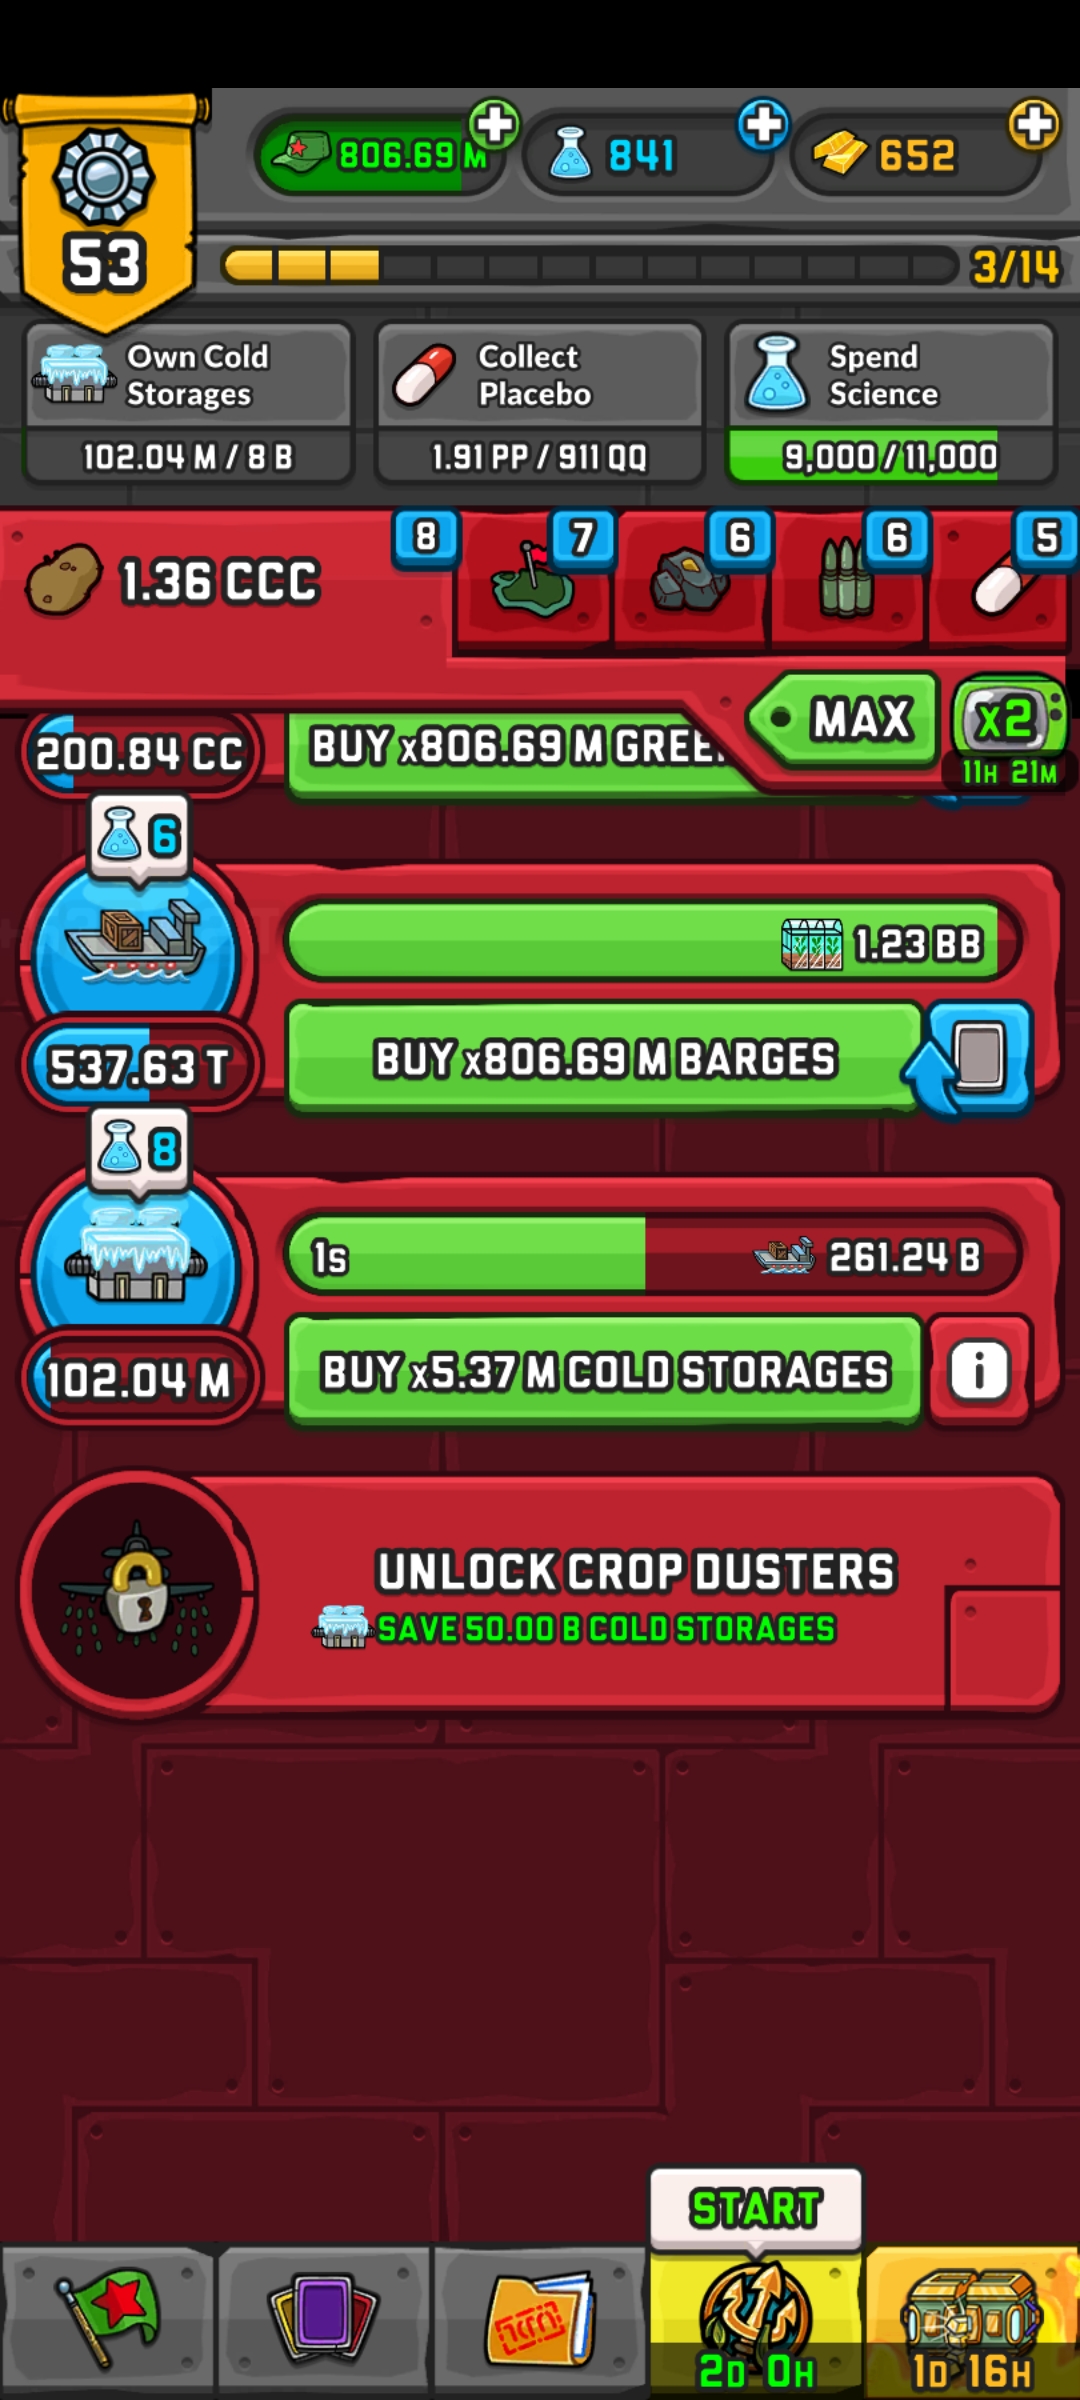 806.69 M
841
652
53
3/14
Own Cold
Storages
102.04 M / 8 B
Collect
Placebo
1.91 PP / 911 QQ
Spend
Science
9,000 / 11,000
1.36 CCC
8
7
6
6
5
MAX
x2
11H 21M
200.84 CC
BUY x806.69 M GREE
6
1.23 BB
537.63 T
BUY x806.69 M BARGES
8
1s
261.24 B
102.04 M
BUY x5.37 M COLD STORAGES
i
UNLOCK CROP DUSTERS
SAVE 50.00 B COLD STORAGES
START
2D 0H
1D 16H